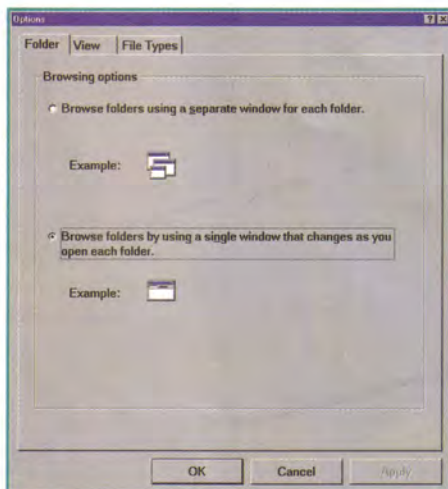 Options
Folder View File Types
Browsing options
Browse folders using a separate window for each folder.
Example:
Browse folders by using a single window that changes as you
open each folder.
Example:
OK Cancel Apply